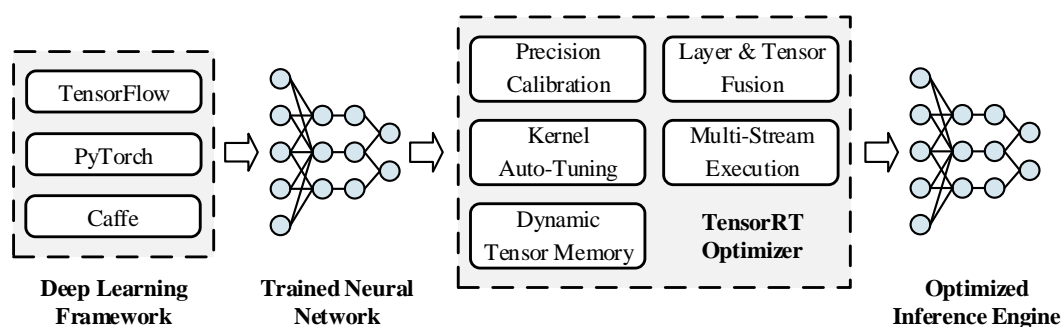 TensorFlow
PyTorch
Caffe
Deep Learning
Framework
Trained Neural
Network
Precision
Calibration
Layer & Tensor
Fusion
Kernel
Auto-Tuning
Multi-Stream
Execution
Dynamic
Tensor Memory
TensorRT
Optimizer
Optimized
Inference Engine